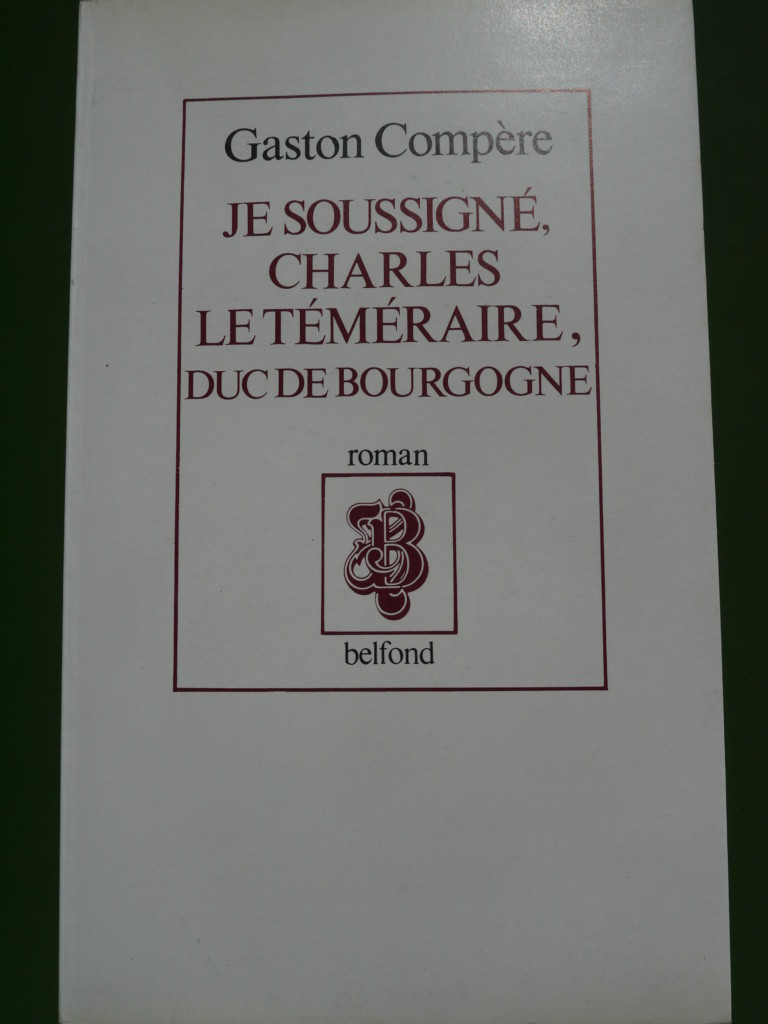 Gaston Compère
JE SOUSSIGNÉ,
CHARLES
LE TÉMÉRAIRE,
DUC DE BOURGOGNE
roman
belfond